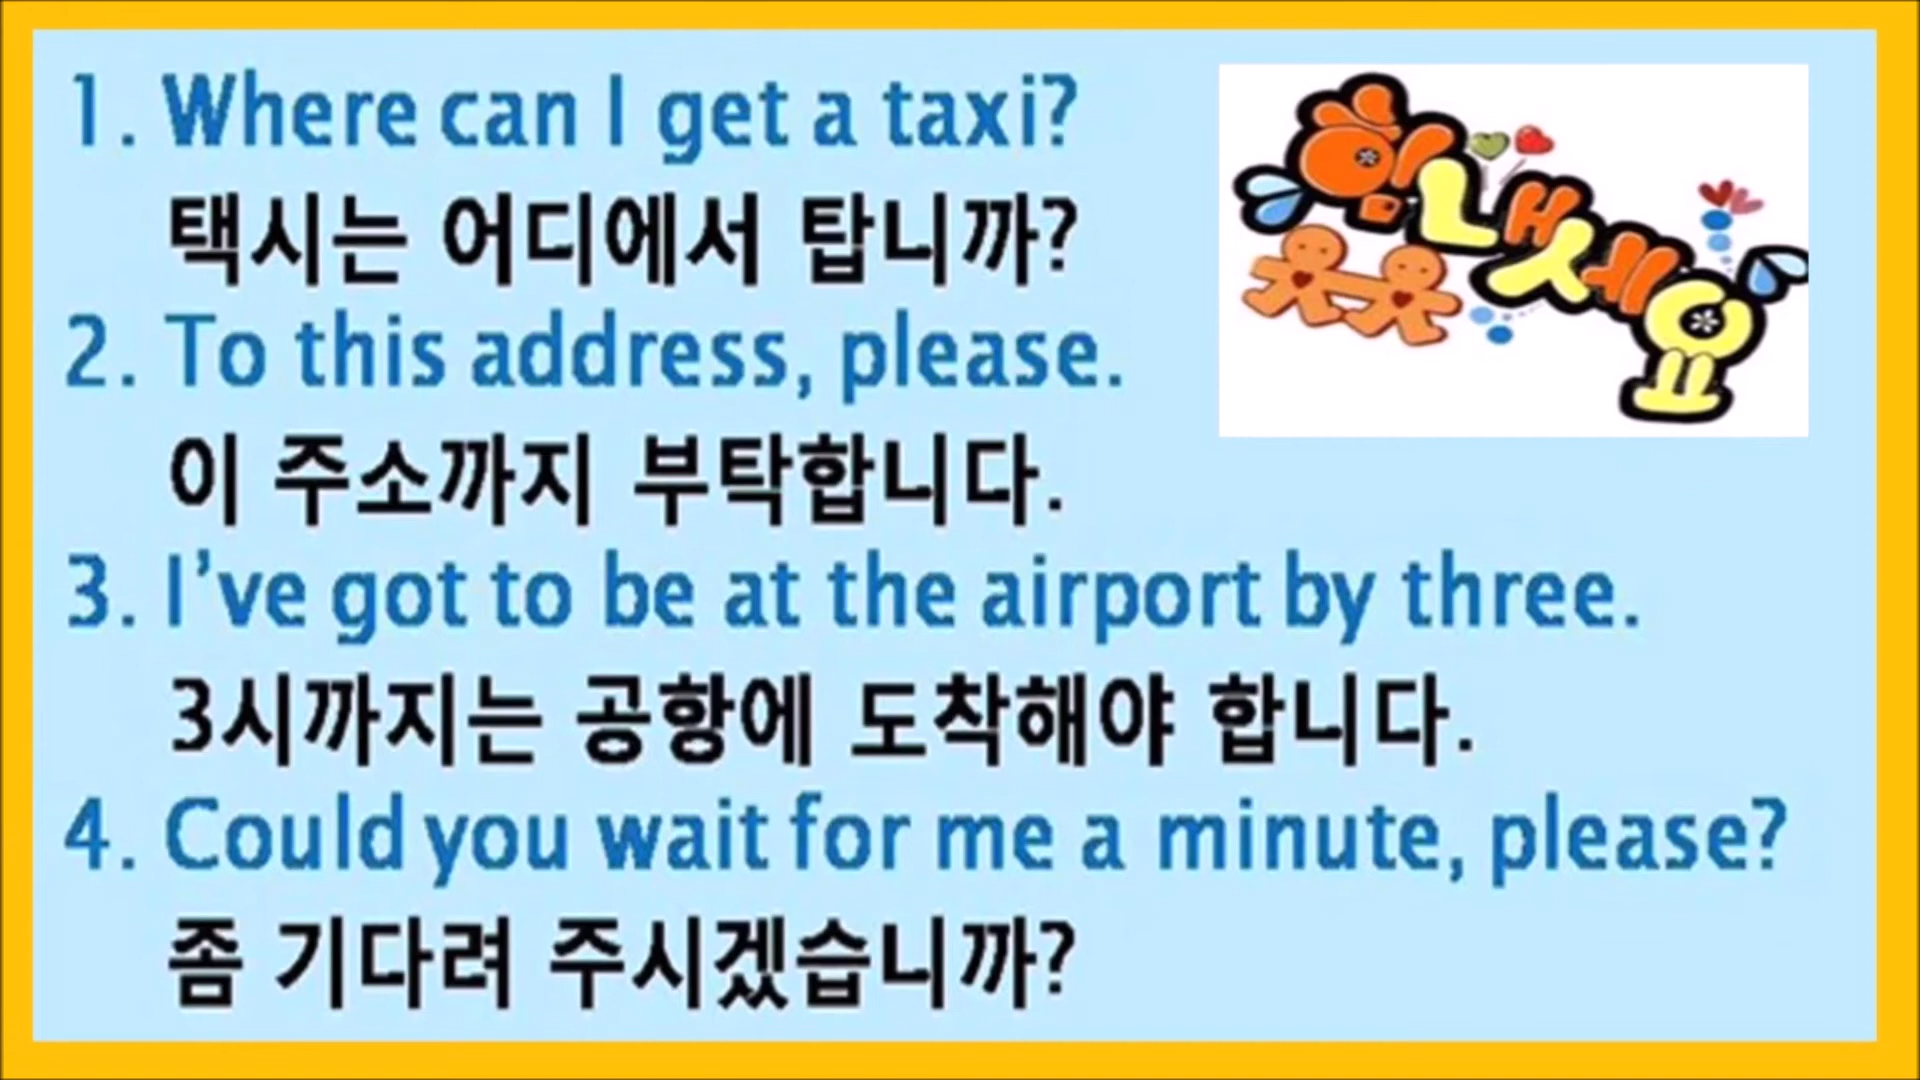 1. Where can I get a taxi?
택시는 어디에서 탑니까?
2. To this address, please.
이 주소까지 부탁합니다.
3. I've got to be at the airport by three.
3시까지는 공항에 도착해야 합니다.
4. Could you wait for me a minute, please?
좀 기다려 주시겠습니까?
힘내세요